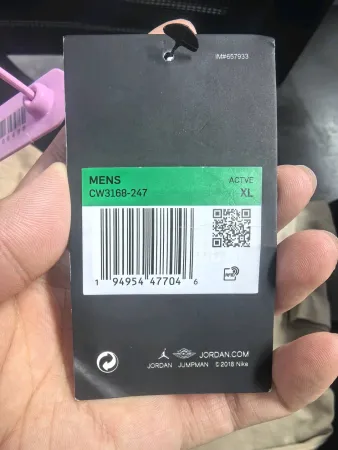 IM#657933
MENS ACTVE
CW3168-247 XL
1 94954 47704 6
JORDAN.COM
JORDAN JUMPMAN © 2018 Nike